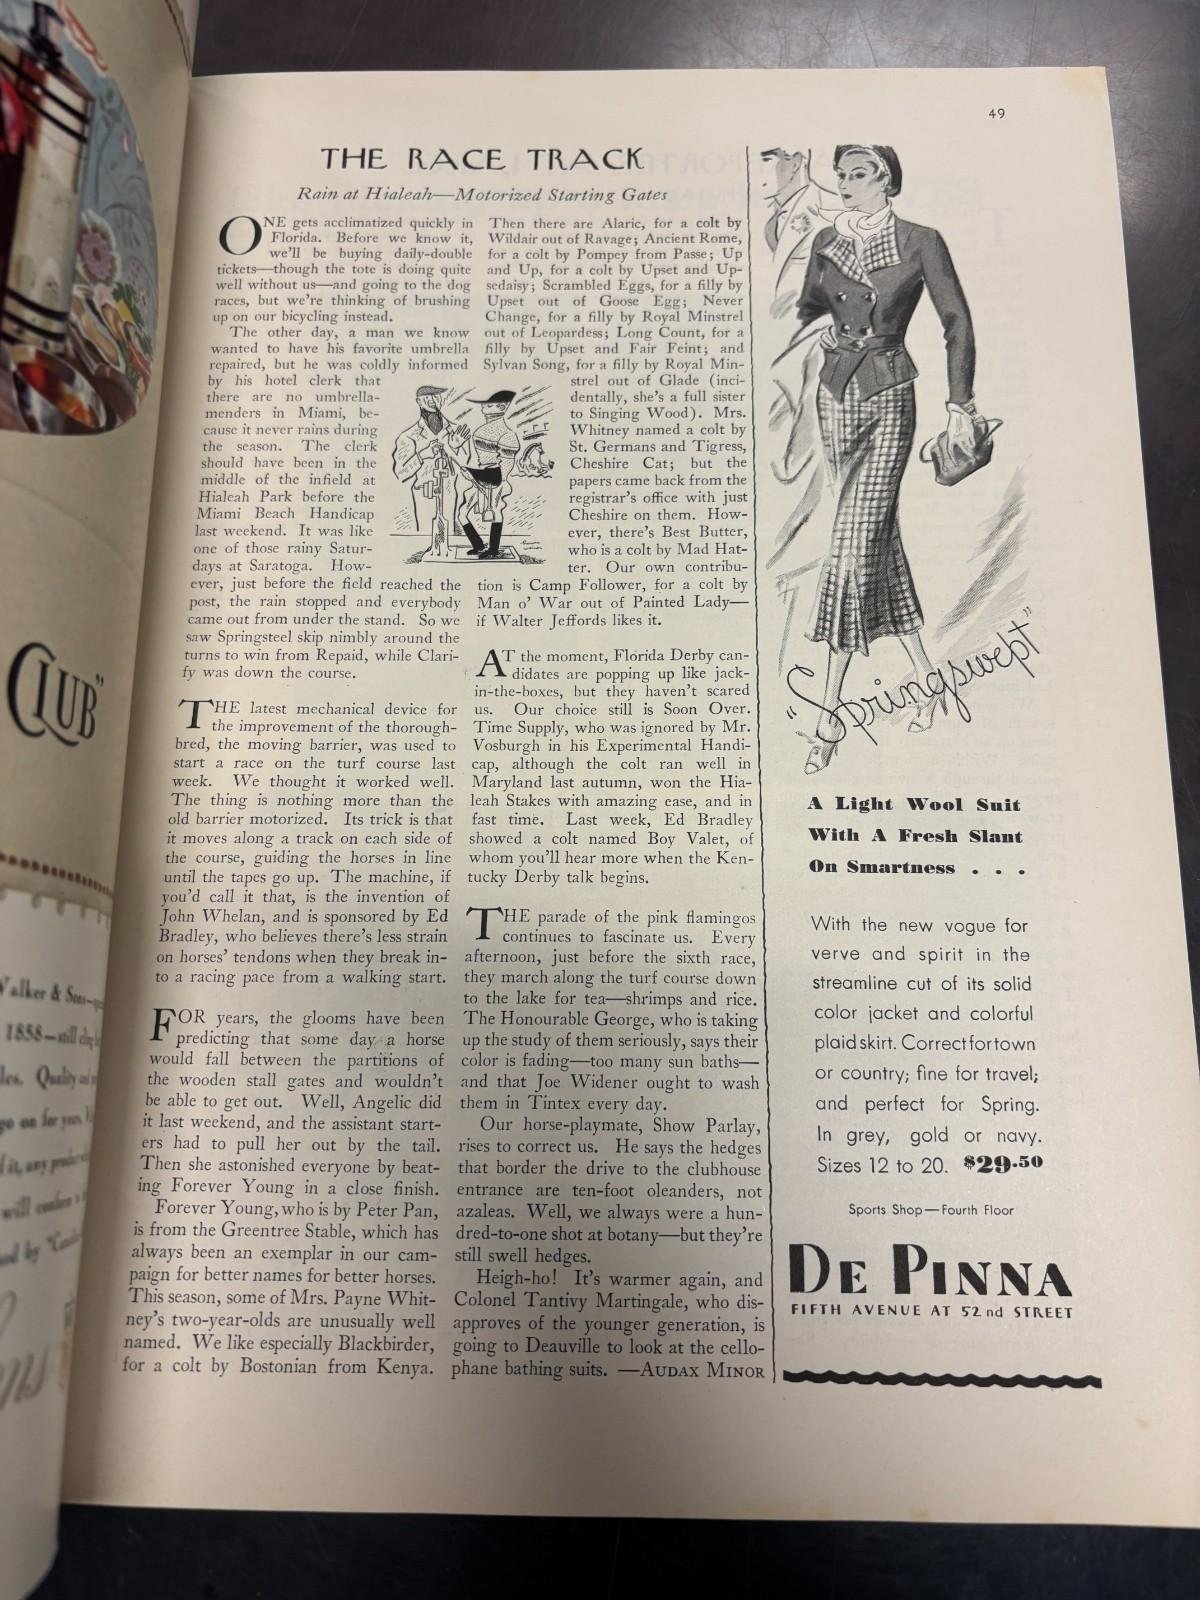 CLUB"
Walker & Sons
1858—still
49
THE RACE TRACK
Rain at Hialeah—Motorized Starting Gates
ONE gets acclimatized quickly in
Florida. Before we know it,
we'll be buying daily-double
tickets—though the tote is doing quite
well without us—and going to the dog
races, but we're thinking of brushing
up on our bicycling instead.
The other day, a man we know
wanted to have his favorite umbrella
repaired, but he was coldly informed
by his hotel clerk that
there are no umbrella-
menders in Miami, be-
cause it never rains during
the season. The clerk
should have been in the
middle of the infield at
Hialeah Park before the
Miami Beach Handicap
last weekend. It was like
one of those rainy Satur-
days at Saratoga. How-
ever, just before the field reached the
post, the rain stopped and everybody
came out from under the stand. So we
saw Springsteel skip nimbly around the
turns to win from Repaid, while Clari-
fy was down the course.
THE latest mechanical device for
the improvement of the thorough-
bred, the moving barrier, was used to
start a race on the turf course last
week. We thought it worked well.
The thing is nothing more than the
old barrier motorized. Its trick is that
it moves along a track on each side of
the course, guiding the horses in line
until the tapes go up. The machine, if
you'd call it that, is the invention of
John Whelan, and is sponsored by Ed
Bradley, who believes there's less strain
on horses' tendons when they break in-
to a racing pace from a walking start.
FOR years, the glooms have been
predicting that some day a horse
would fall between the partitions of
the wooden stall gates and wouldn't
be able to get out. Well, Angelic did
it last weekend, and the assistant start-
ers had to pull her out by the tail.
Then she astonished everyone by beat-
ing Forever Young in a close finish.
Forever Young, who is by Peter Pan,
is from the Greentree Stable, which has
always been an exemplar in our cam-
paign for better names for better horses.
This season, some of Mrs. Payne Whit-
ney's two-year-olds are unusually well
named. We like especially Blackbirder,
for a colt by Bostonian from Kenya.
Then there are Alaric, for a colt by
Wildair out of Ravage; Ancient Rome,
for a colt by Pompey from Passe; Up
and Up, for a colt by Upset and Up-
sedaisy; Scrambled Eggs, for a filly by
Upset out of Goose Egg; Never
Change, for a filly by Royal Minstrel
out of Leopardess; Long Count, for a
filly by Upset and Fair Feint; and
Sylvan Song, for a filly by Royal Min-
strel out of Glade (inci-
dentally, she's a full sister
to Singing Wood). Mrs.
Whitney named a colt by
St. Germans and Tigress,
Cheshire Cat; but the
papers came back from the
registrar's office with just
Cheshire on them. How-
ever, there's Best Butter,
who is a colt by Mad Hat-
ter. Our own contribu-
tion is Camp Follower, for a colt by
Man o' War out of Painted Lady—
if Walter Jeffords likes it.
AT the moment, Florida Derby can-
didates are popping up like jack-
in-the-boxes, but they haven't scared
us. Our choice still is Soon Over.
Time Supply, who was ignored by Mr.
Vosburgh in his Experimental Handi-
cap, although the colt ran well in
Maryland last autumn, won the Hia-
leah Stakes with amazing ease, and in
fast time. Last week, Ed Bradley
showed a colt named Boy Valet, of
whom you'll hear more when the Ken-
tucky Derby talk begins.
THE parade of the pink flamingos
continues to fascinate us. Every
afternoon, just before the sixth race,
they march along the turf course down
to the lake for tea—shrimps and rice.
The Honourable George, who is taking
up the study of them seriously, says their
color is fading—too many sun baths—
and that Joe Widener ought to wash
them in Tintex every day.
Our horse-playmate, Show Parlay,
rises to correct us. He says the hedges
that border the drive to the clubhouse
entrance are ten-foot oleanders, not
azaleas. Well, we always were a hun-
dred-to-one shot at botany—but they're
still swell hedges.
Heigh-ho! It's warmer again, and
Colonel Tantivy Martingale, who dis-
approves of the younger generation, is
going to Deauville to look at the cello-
phane bathing suits. —AUDAX MINOR
"Springswept"
A Light Wool Suit
With A Fresh Slant
On Smartness . . .
With the new vogue for
verve and spirit in the
streamline cut of its solid
color jacket and colorful
plaid skirt. Correct for town
or country; fine for travel;
and perfect for Spring.
In grey, gold or navy.
Sizes 12 to 20. $29.50
Sports Shop—Fourth Floor
DE PINNA
FIFTH AVENUE AT 52nd STREET